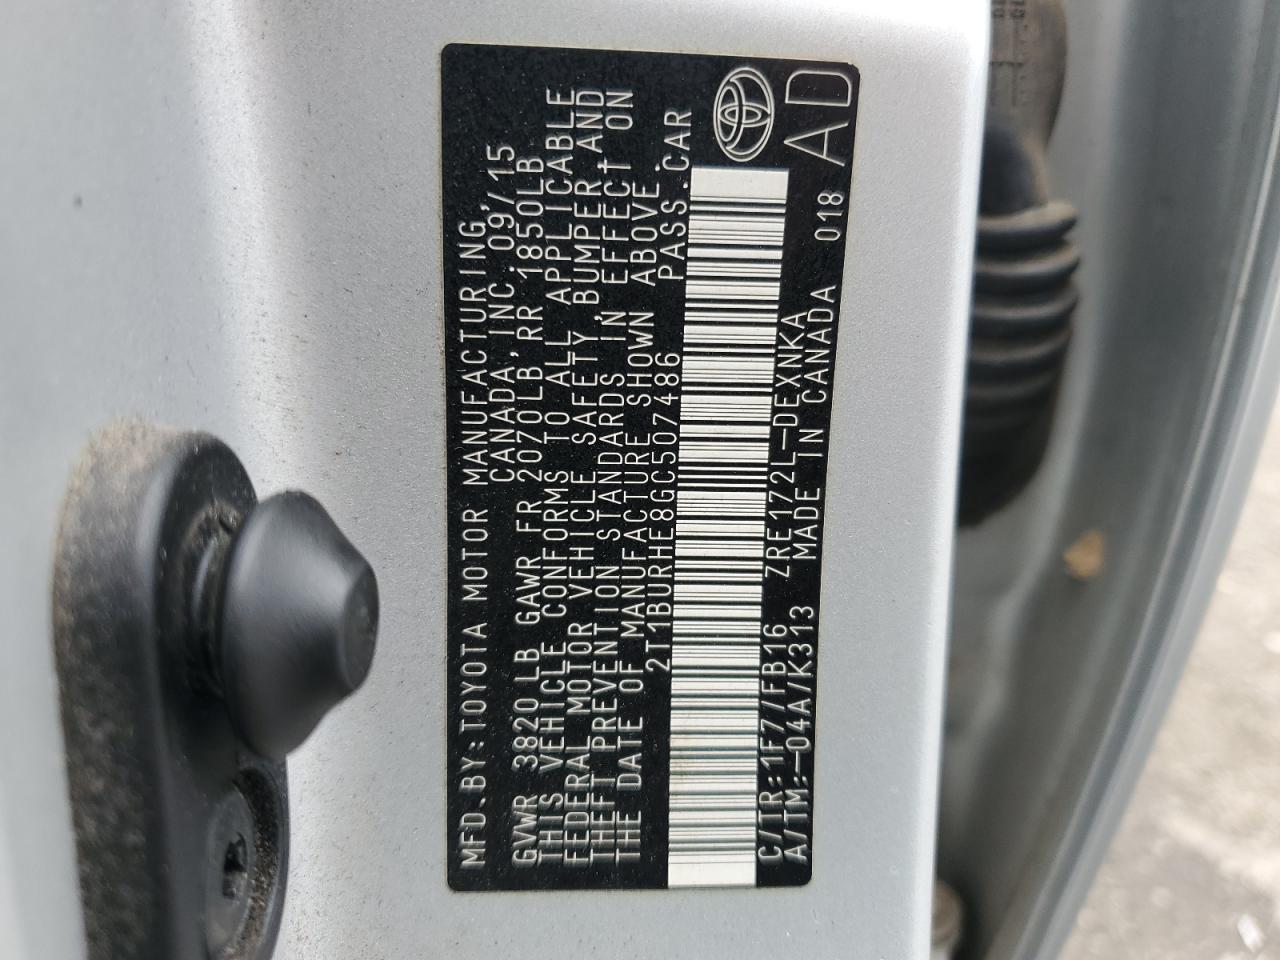 MFD.BY:TOYOTA MOTOR MANUFACTURING,
CANADA, INC. 09/15
GVWR 3820LB GAWR FR 2070LB RR 1850LB
THIS VEHICLE CONFORMS TO ALL APPLICABLE
FEDERAL MOTOR VEHICLE SAFETY, BUMPER, AND
THEFT PREVENTION STANDARDS IN EFFECT ON
THE DATE OF MANUFACTURE SHOWN ABOVE.
2T1BURHE8GC507486 PASS.CAR
C/TR:1F7/FB16 ZRE172L-DEXNKA
A/TM:-04A/K313 MADE IN CANADA 018
AD